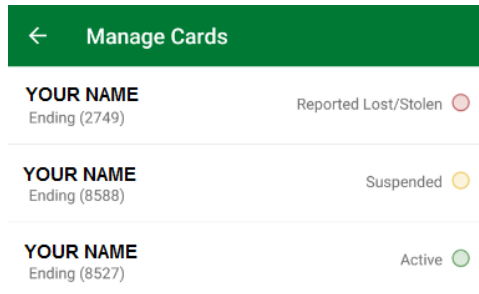 Manage Cards
YOUR NAME
Reported Lost/Stolen
Ending (2749)
YOUR NAME
Suspended
Ending (8588)
YOUR NAME
Active
Ending (8527)